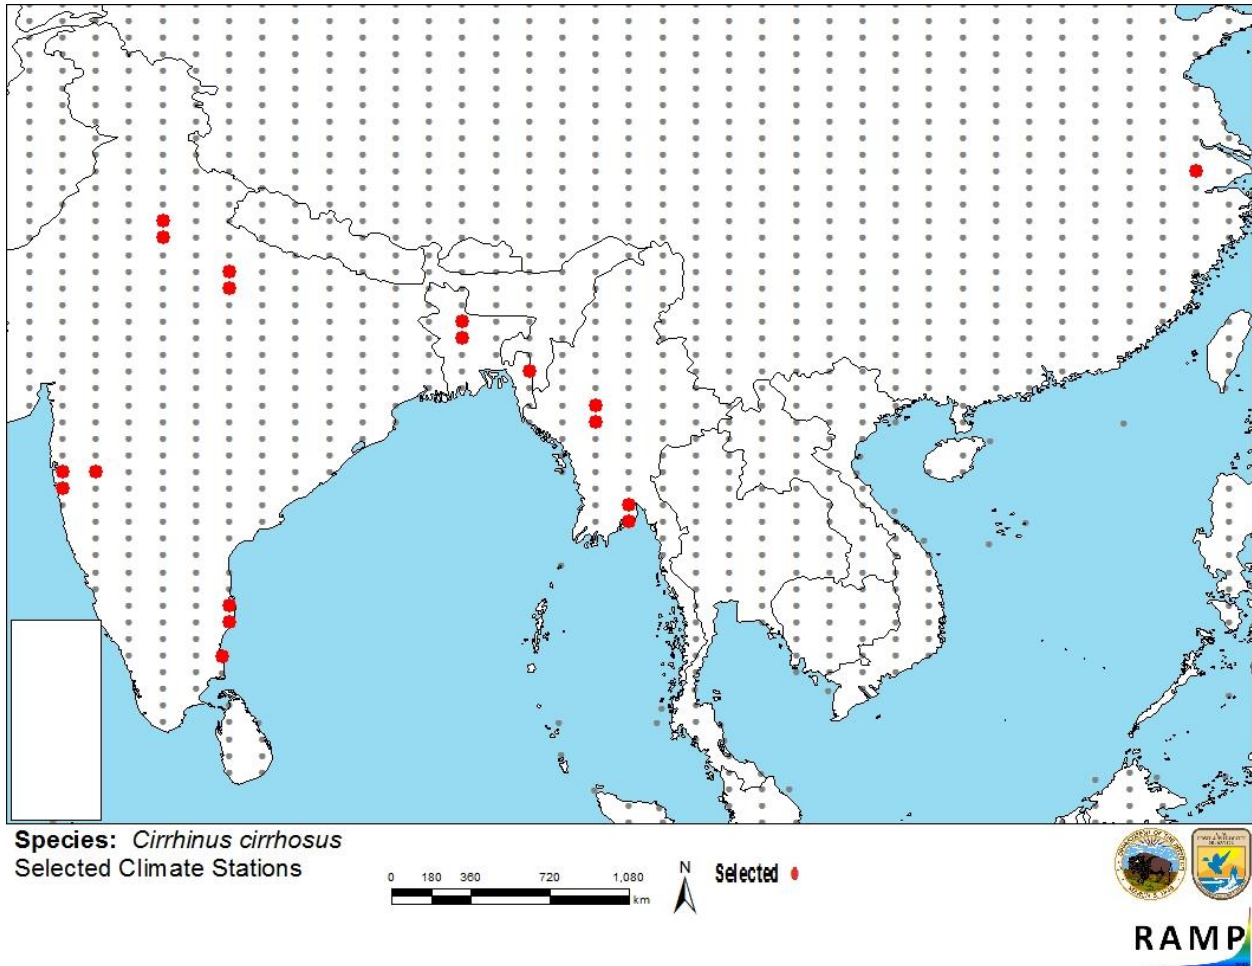 Species: Cirrhinus cirrhosus
Selected Climate Stations
0 180 360 720 1,080
km
N
Selected
RAMP